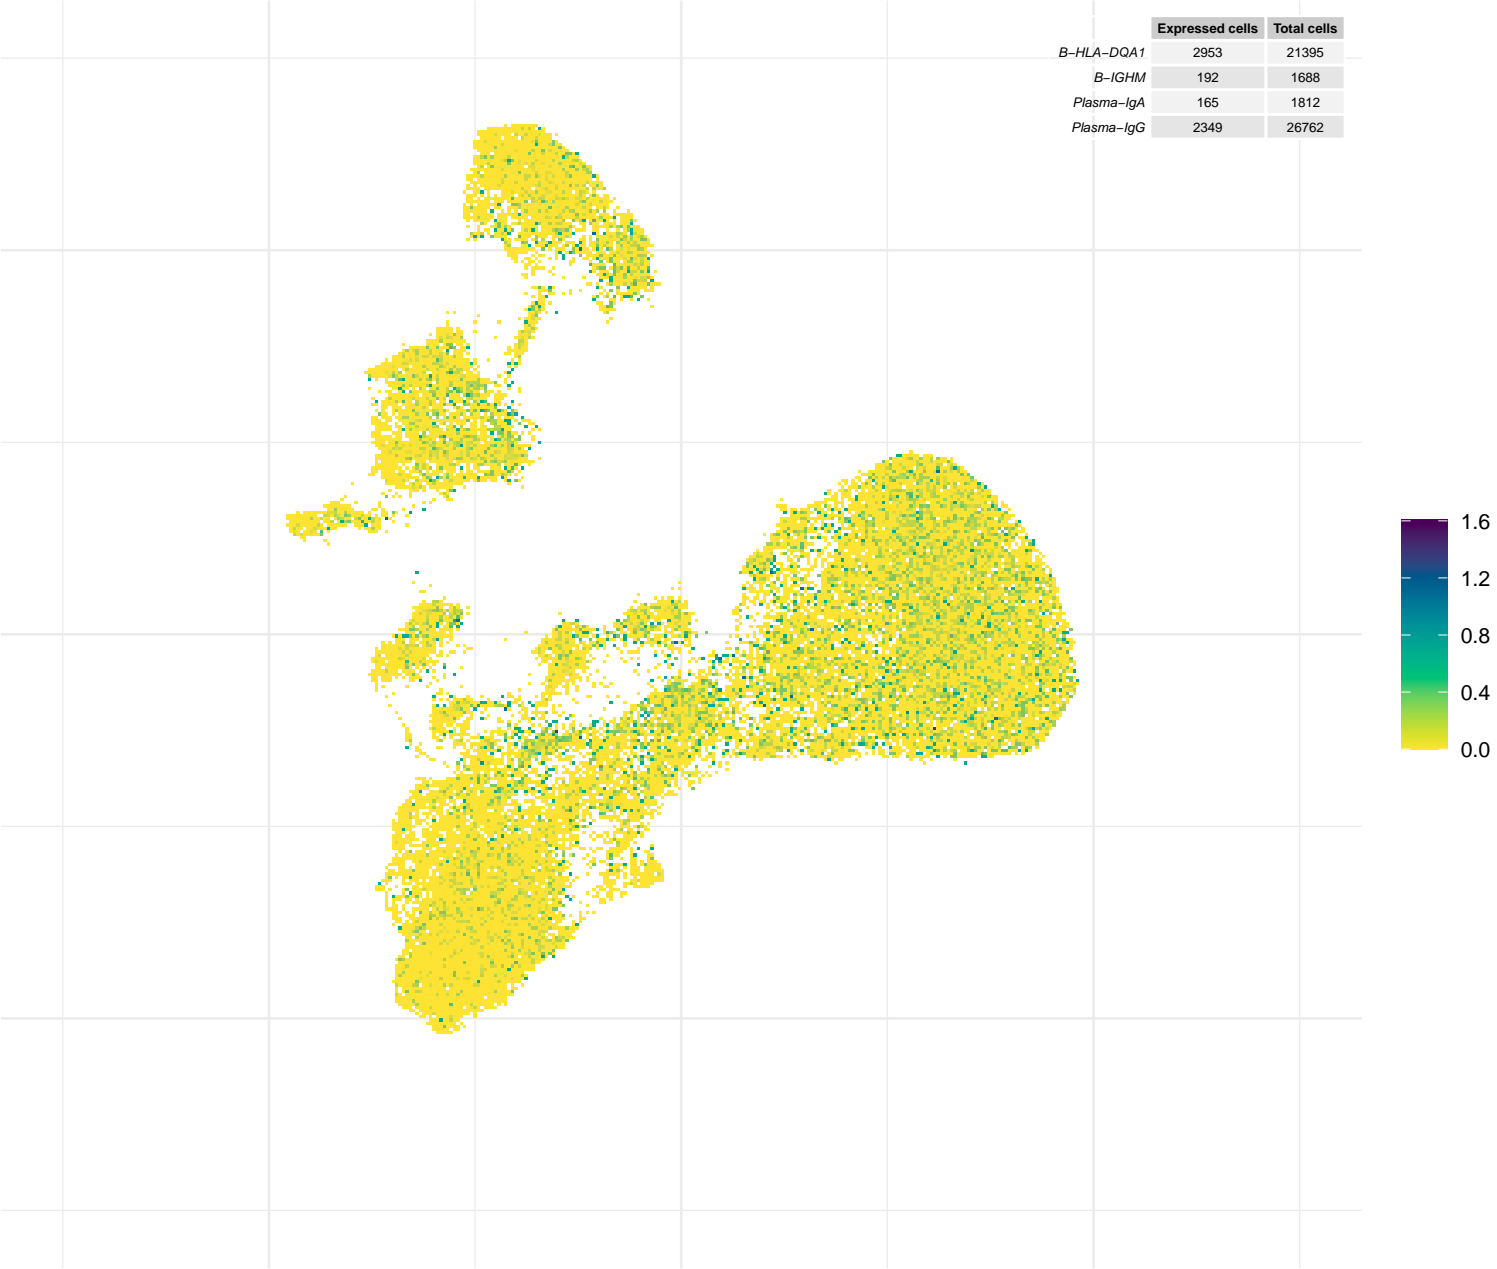 Expressed cells Total cells
B−HLA−DQA1 2953 21395
B−IGHM 192 1688
Plasma−IgA 165 1812
Plasma−IgG 2349 26762
1.6
1.2
0.8
0.4
0.0